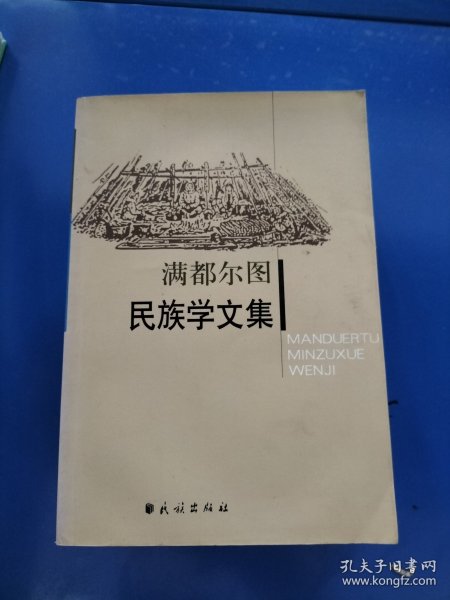 满都尔图
民族学文集
MANDUERTU
MINZUXUE
WENJI
民族出版社
孔夫子旧书网
www.kongfz.com